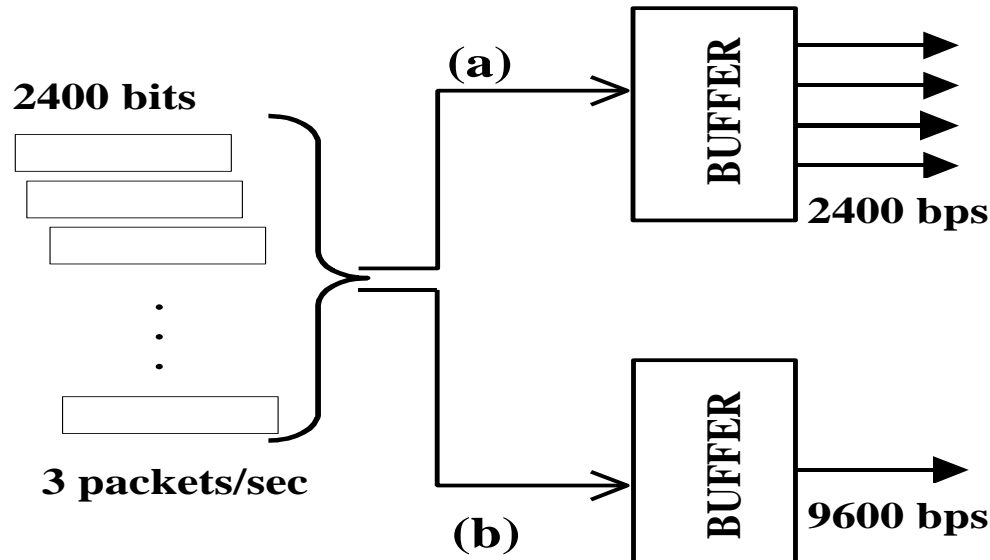 2400 bits
3 packets/sec
(a)
BUFFER
2400 bps
(b)
BUFFER
9600 bps